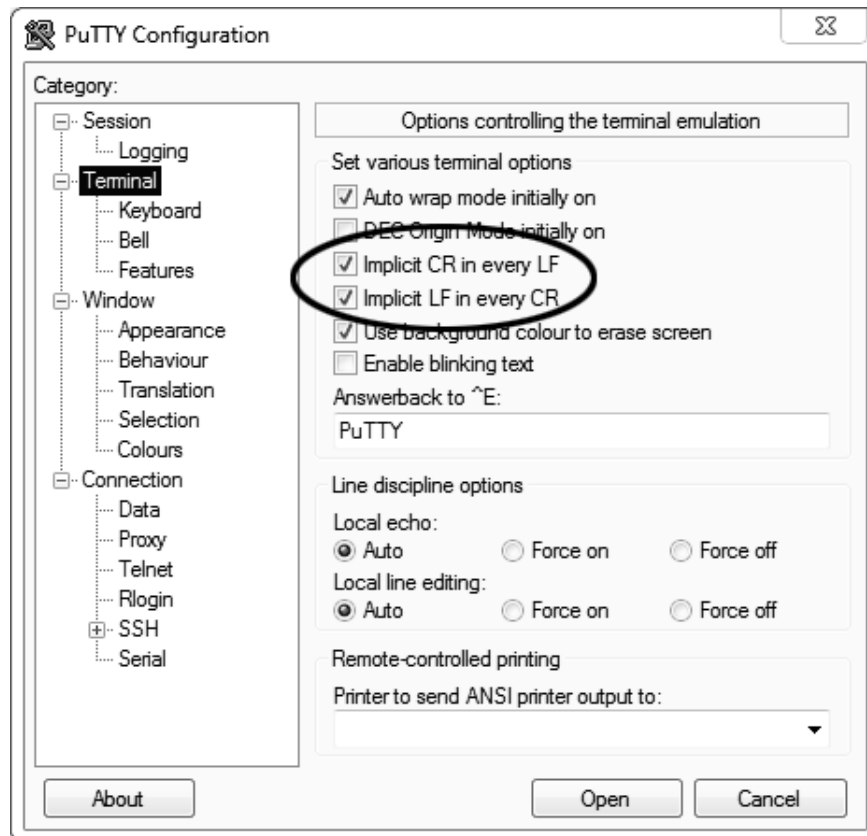 PuTTY Configuration
Category:
Session
Logging
Terminal
Keyboard
Bell
Features
Window
Appearance
Behaviour
Translation
Selection
Colours
Connection
Data
Proxy
Telnet
Rlogin
SSH
Serial
Options controlling the terminal emulation
Set various terminal options
Auto wrap mode initially on
DEC Origin Mode initially on
Implicit CR in every LF
Implicit LF in every CR
Use background colour to erase screen
Enable blinking text
Answerback to ^E:
PuTTY
Line discipline options
Local echo:
Auto Force on Force off
Local line editing:
Auto Force on Force off
Remote-controlled printing
Printer to send ANSI printer output to:
About Open Cancel